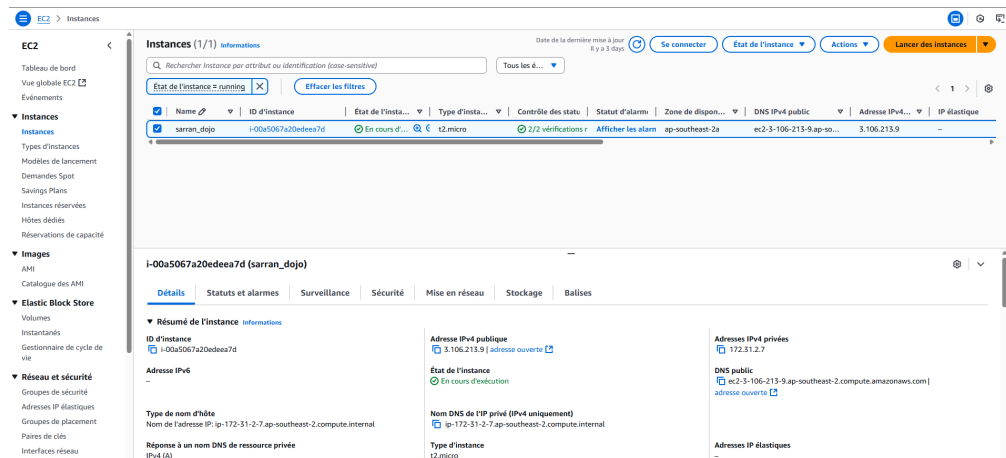 EC2 > Instances
EC2
Tableau de bord
Vue globale EC2
Événements
Instances
Instances
Types d'instances
Modèles de lancement
Demandes Spot
Savings Plans
Instances réservées
Hôtes dédiés
Réservations de capacité
Images
AMI
Catalogue des AMI
Elastic Block Store
Volumes
Instantanés
Gestionnaire de cycle de
vie
Réseau et sécurité
Groupes de sécurité
Adresses IP élastiques
Groupes de placement
Paires de clés
Interfaces réseau
Instances (1/1) Informations
Date de la dernière mise à jour
Il y a 3 days
Se connecter
État de l'instance
Actions
Lancer des instances
Rechercher Instance par attribut ou identification (case-sensitive)
Tous les é...
État de l'instance = running
Effacer les filtres
1
Name ID d'instance État de l'insta... Type d'insta... Contrôle des statu Statut d'alarm Zone de dispon... DNS IPv4 public Adresse IPv4... IP élastique
sarran_dojo i-00a5067a20edeea7d En cours d'... t2.micro 2/2 vérifications r Afficher les alarm ap-southeast-2a ec2-3-106-213-9.ap-so... 3.106.213.9 –
i-00a5067a20edeea7d (sarran_dojo)
Détails Statuts et alarmes Surveillance Sécurité Mise en réseau Stockage Balises
Résumé de l'instance Informations
ID d'instance
i-00a5067a20edeea7d
Adresse IPv4 publique
3.106.213.9 | adresse ouverte
Adresses IPv4 privées
172.31.2.7
Adresse IPv6
–
État de l'instance
En cours d'exécution
DNS public
ec2-3-106-213-9.ap-southeast-2.compute.amazonaws.com |
adresse ouverte
Type de nom d'hôte
Nom de l'adresse IP: ip-172-31-2-7.ap-southeast-2.compute.internal
Nom DNS de l'IP privé (IPv4 uniquement)
ip-172-31-2-7.ap-southeast-2.compute.internal
Réponse à un nom DNS de ressource privée
IPv4 (A)
Type d'instance
t2.micro
Adresses IP élastiques
–